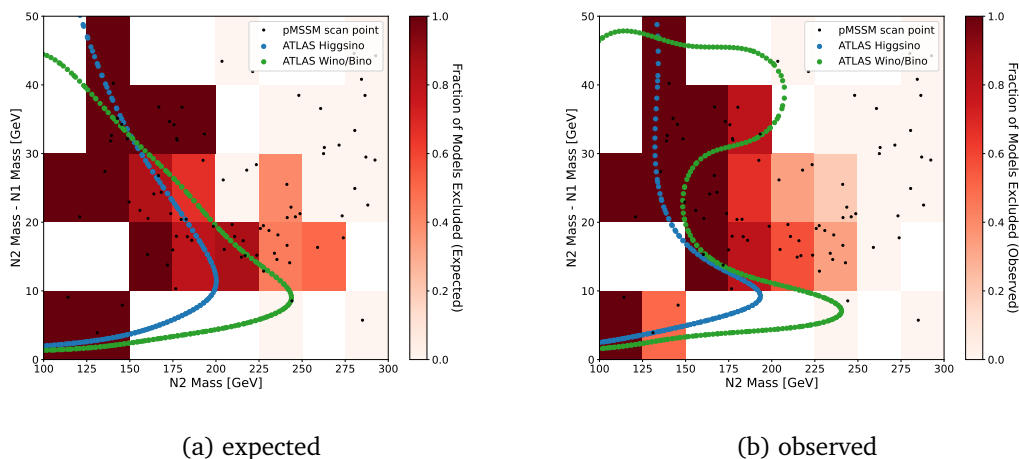 50
40
30
20
10
0
N2 Mass - N1 Mass [GeV]
100 125 150 175 200 225 250 275 300
N2 Mass [GeV]
pMSSM scan point
ATLAS Higgsino
ATLAS Wino/Bino
1.0
0.8
0.6
0.4
0.2
0.0
Fraction of Models Excluded (Expected)
(a) expected
50
40
30
20
10
0
N2 Mass - N1 Mass [GeV]
100 125 150 175 200 225 250 275 300
N2 Mass [GeV]
pMSSM scan point
ATLAS Higgsino
ATLAS Wino/Bino
1.0
0.8
0.6
0.4
0.2
0.0
Fraction of Models Excluded (Observed)
(b) observed